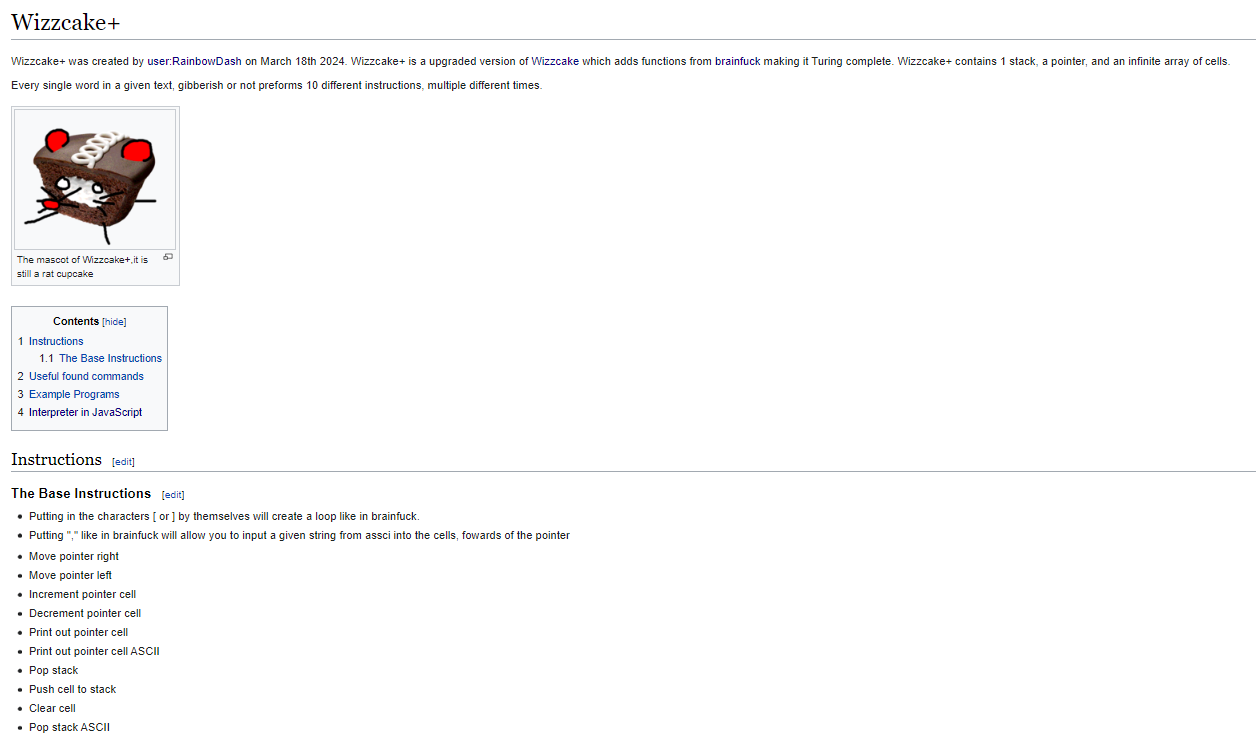 Wizzcake+
Wizzcake+ was created by user:RainbowDash on March 18th 2024. Wizzcake+ is a upgraded version of Wizzcake which adds functions from brainfuck making it Turing complete. Wizzcake+ contains 1 stack, a pointer, and an infinite array of cells.
Every single word in a given text, gibberish or not preforms 10 different instructions, multiple different times.
The mascot of Wizzcake+,it is
still a rat cupcake
Contents [hide]
1 Instructions
1.1 The Base Instructions
2 Useful found commands
3 Example Programs
4 Interpreter in JavaScript
Instructions [edit]
The Base Instructions [edit]
• Putting in the characters [ or ] by themselves will create a loop like in brainfuck.
• Putting "," like in brainfuck will allow you to input a given string from assci into the cells, fowards of the pointer
• Move pointer right
• Move pointer left
• Increment pointer cell
• Decrement pointer cell
• Print out pointer cell
• Print out pointer cell ASCII
• Pop stack
• Push cell to stack
• Clear cell
• Pop stack ASCII